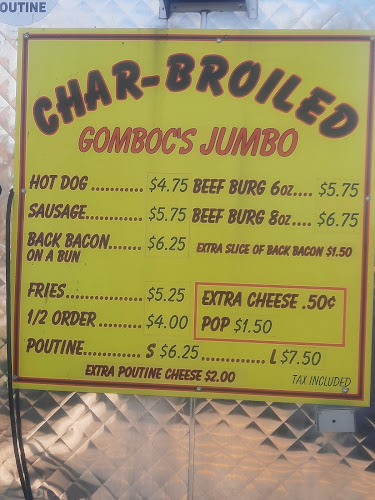 OUTINE
CHAR-BROILED
GOMBOC'S JUMBO
HOT DOG .......... $4.75 BEEF BURG 6oz.... $5.75
SAUSAGE........... $5.75 BEEF BURG 8oz.... $6.75
BACK BACON....... $6.25 EXTRA SLICE OF BACK BACON $1.50
ON A BUN
FRIES................ $5.25 EXTRA CHEESE .50¢
1/2 ORDER ......... $4.00 POP $1.50
POUTINE............ S $6.25.............. L $7.50
EXTRA POUTINE CHEESE $2.00
TAX INCLUDED